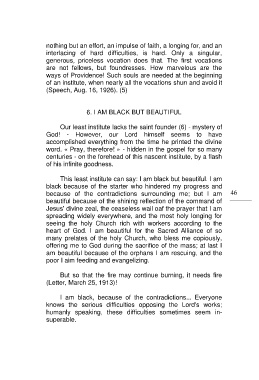 nothing but an effort, an impulse of faith, a longing for, and an
interlacing of hard difficulties, is hard. Only a singular,
generous, priceless vocation does that. The first vocations
are not fellows, but foundresses. How marvelous are the
ways of Providence! Such souls are needed at the beginning
of an institute, when nearly all the vocations shun and avoid it
(Speech, Aug. 16, 1926). (5)
6. I AM BLACK BUT BEAUTIFUL
Our least institute lacks the saint founder (6) - mystery of
God! - However, our Lord himself seems to have
accomplished everything from the time he printed the divine
word. « Pray, therefore! » - hidden in the gospel for so many
centuries - on the forehead of this nascent institute, by a flash
of his infinite goodness.
This least institute can say: I am black but beautiful. I am
black because of the starter who hindered my progress and
because of the contradictions surrounding me; but I am
beautiful because of the shining reflection of the command of
Jesus' divine zeal, the ceaseless wail oaf the prayer that I am
spreading widely everywhere, and the most holy longing for
seeing the holy Church rich with workers according to the
heart of God. I am beautiful for the Sacred Alliance of so
many prelates of the holy Church, who bless me copiously,
offering me to God during the sacrifice of the mass; at last I
am beautiful because of the orphans I am rescuing, and the
poor I aim feeding and evangelizing.
But so that the fire may continue burning, it needs fire
(Letter, March 25, 1913)!
I am black, because of the contradictions... Everyone
knows the serious difficulties opposing the Lord's works;
humanly speaking, these difficulties sometimes seem in-
superable.
46